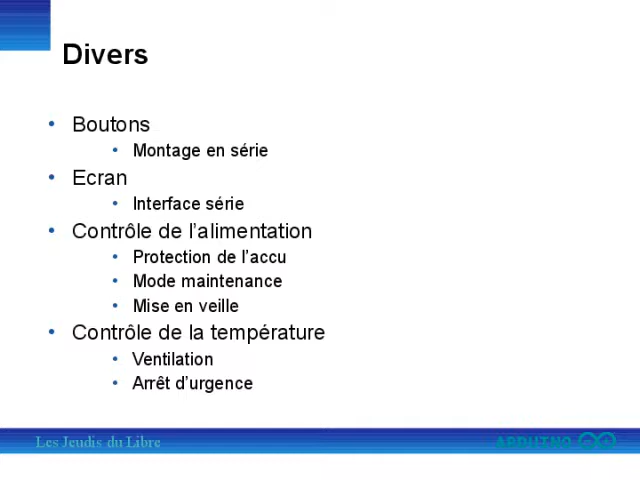 Divers
• Boutons
• Montage en série
• Ecran
• Interface série
• Contrôle de l’alimentation
• Protection de l’accu
• Mode maintenance
• Mise en veille
• Contrôle de la température
• Ventilation
• Arrêt d’urgence
Les Jeudis du Libre
ARDUINO